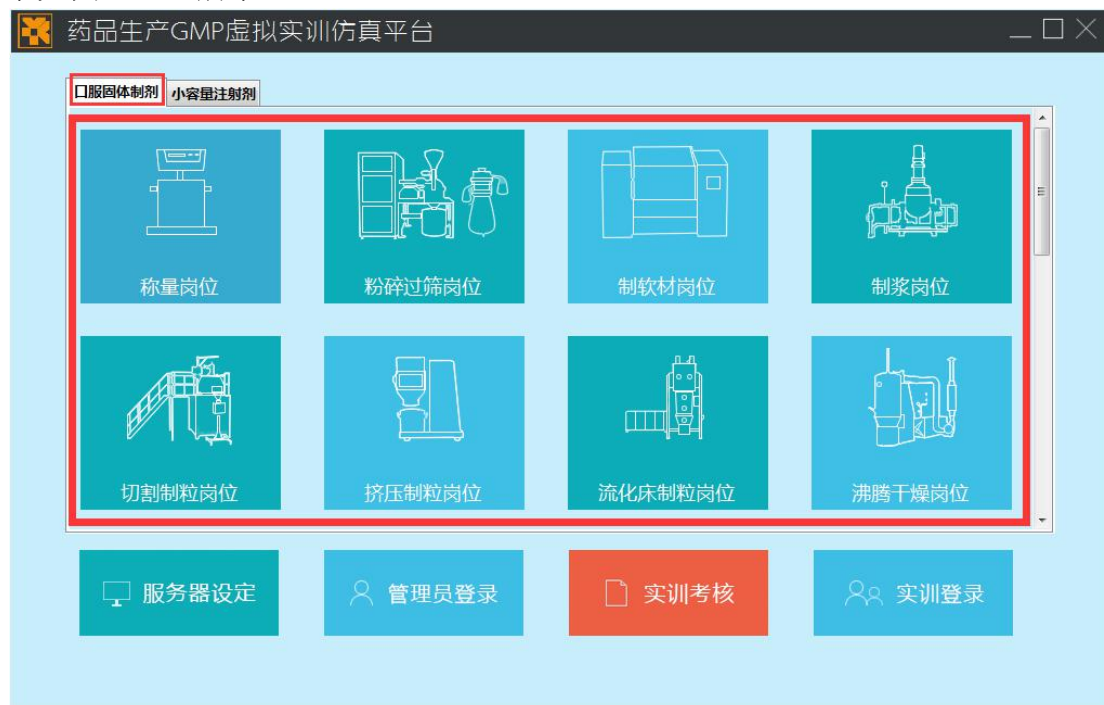 药品生产GMP虚拟实训仿真平台
口服固体制剂 小容量注射剂
称量岗位 粉碎过筛岗位 制软材岗位 制浆岗位
切割制粒岗位 挤压制粒岗位 流化床制粒岗位 沸腾干燥岗位
服务器设定 管理员登录 实训考核 实训登录